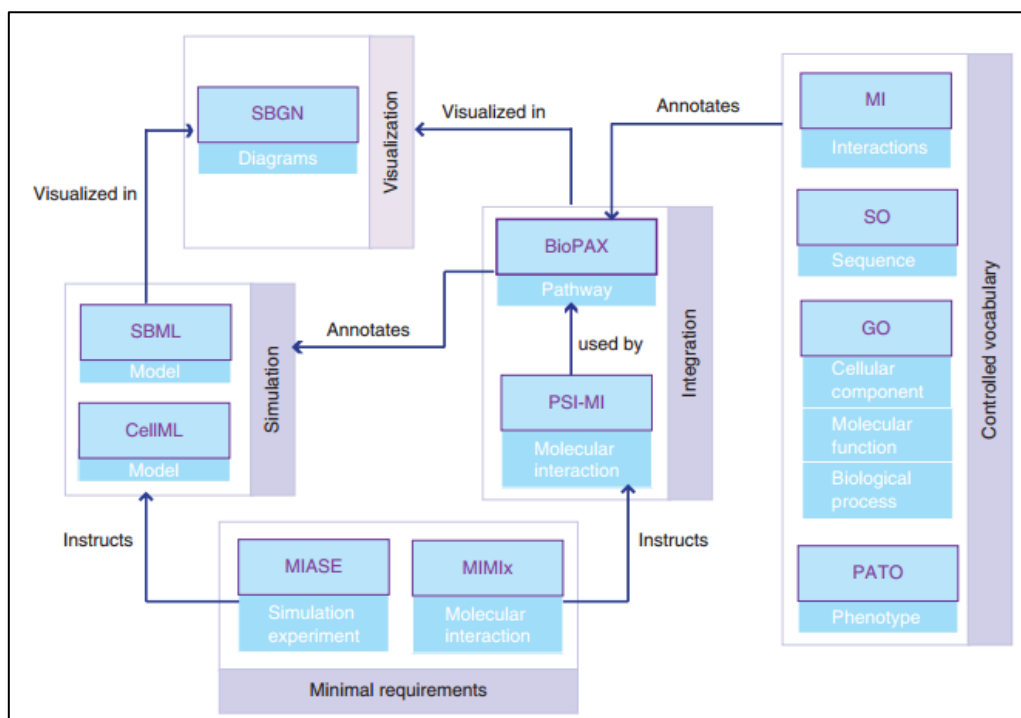 SBGN
Diagrams
Visualization
Visualized in
Visualized in
Annotates
MI
Interactions
SO
Sequence
GO
Cellular
component
Molecular
function
Biological
process
PATO
Phenotype
Controlled vocabulary
BioPAX
Pathway
used by
PSI-MI
Molecular
interaction
Integration
Annotates
SBML
Model
CellML
Model
Simulation
Instructs
Instructs
MIASE
Simulation
experiment
MIMIx
Molecular
interaction
Minimal requirements